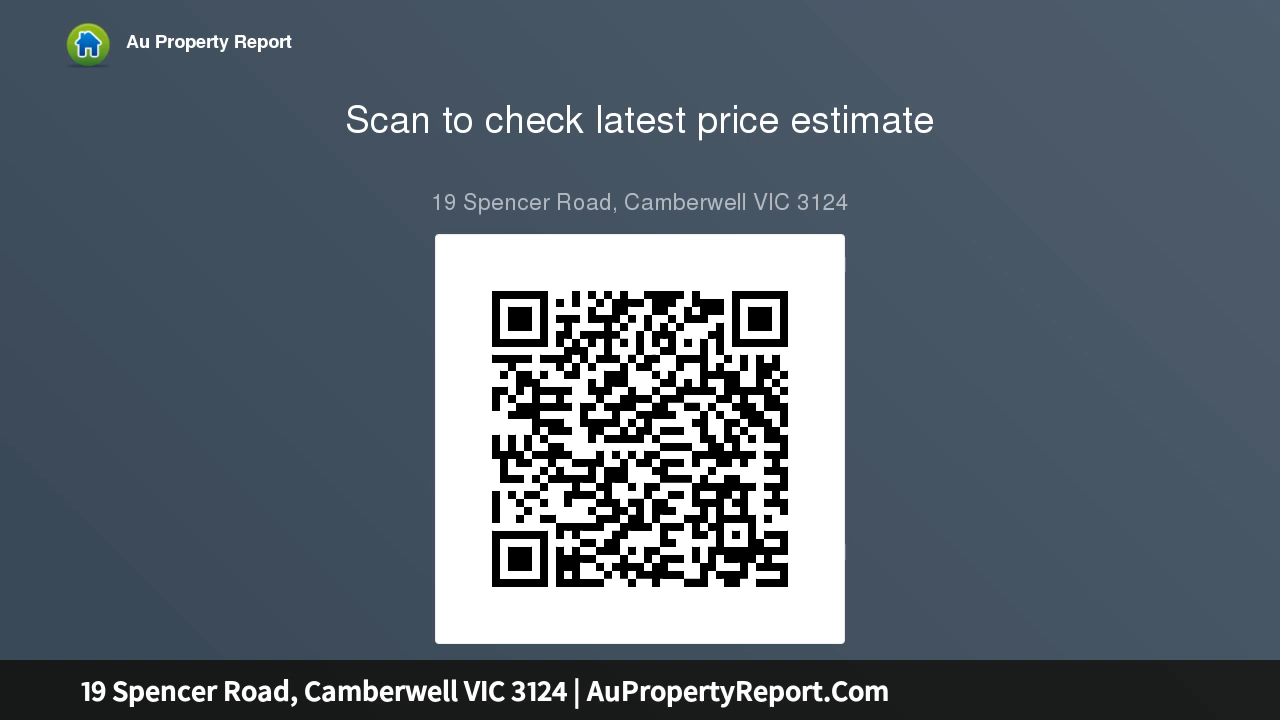 Au Property Report
Scan to check latest price estimate
19 Spencer Road, Camberwell VIC 3124
19 Spencer Road, Camberwell VIC 3124 | AuPropertyReport.Com